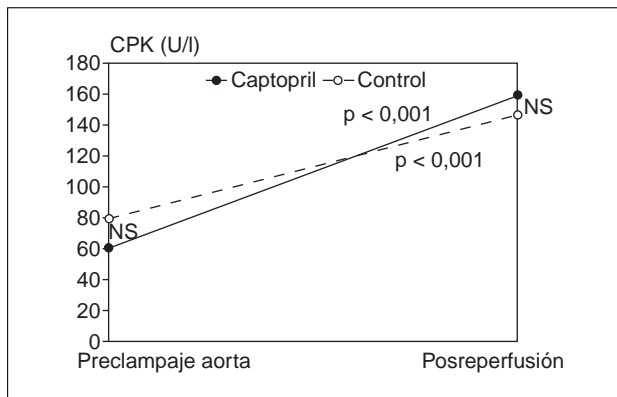 CPK (U/l)
180
160
140
120
100
80
60
40
20
0
Captopril Control
p < 0,001
NS
p < 0,001
NS
Preclampaje aorta Posreperfusión